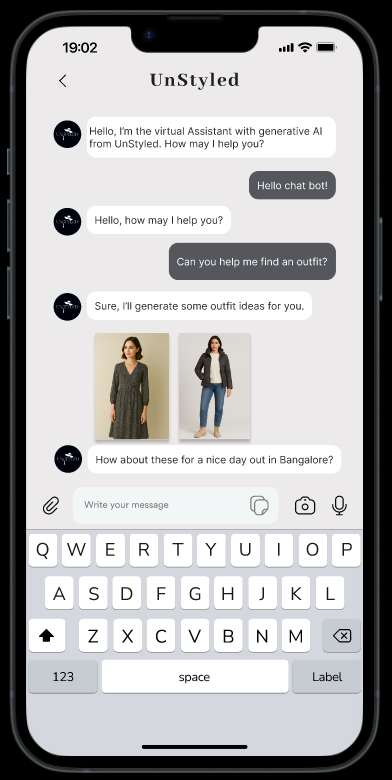 19:02
UnStyled
Hello, I'm the virtual Assistant with generative AI
from UnStyled. How may I help you?
Hello chat bot!
Hello, how may I help you?
Can you help me find an outfit?
Sure, I'll generate some outfit ideas for you.
How about these for a nice day out in Bangalore?
Write your message
Q W E R T Y U I O P
A S D F G H J K L
Z X C V B N M
123 space Label